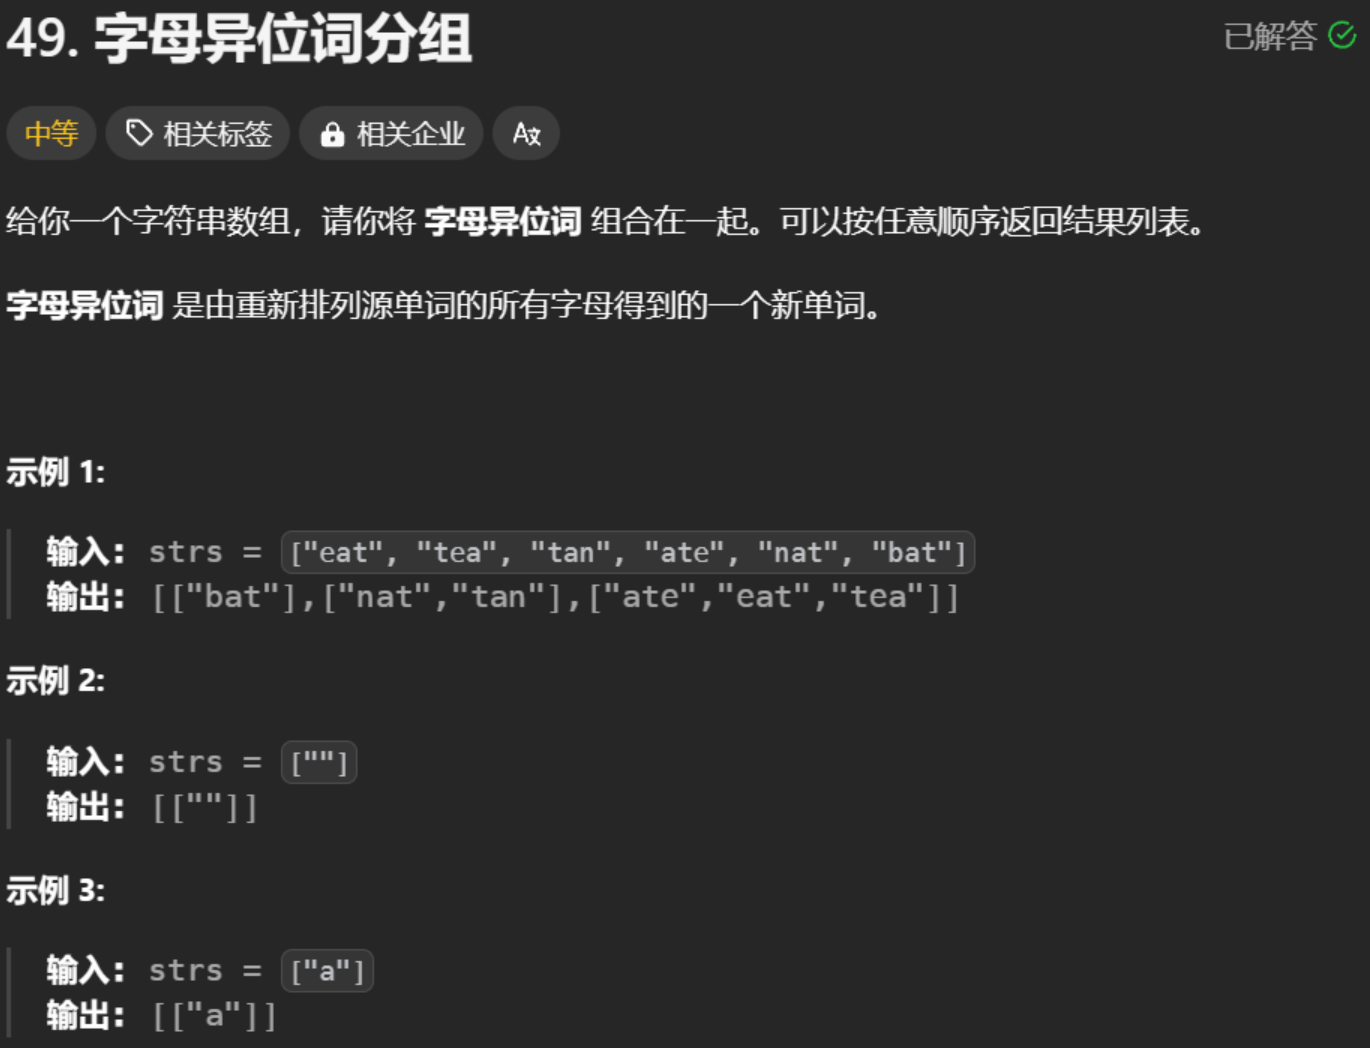 49. 字母异位词分组
已解答
中等
相关标签
相关企业
给你一个字符串数组，请你将 字母异位词 组合在一起。可以按任意顺序返回结果列表。
字母异位词 是由重新排列源单词的所有字母得到的一个新单词。
示例 1:
输入: strs = ["eat", "tea", "tan", "ate", "nat", "bat"]
输出: [["bat"],["nat","tan"],["ate","eat","tea"]]
示例 2:
输入: strs = [""]
输出: [[""]]
示例 3:
输入: strs = ["a"]
输出: [["a"]]